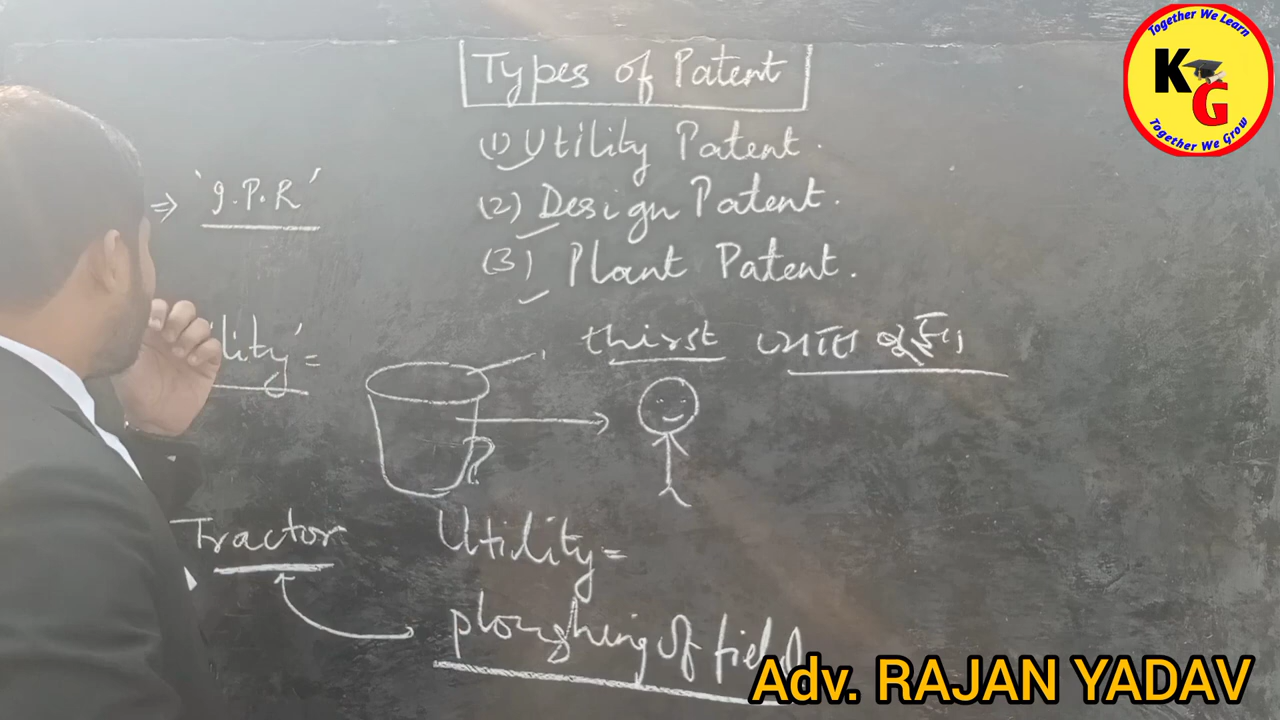 Types of Patent
(1) Utility Patent.
(2) Design Patent.
(3) Plant Patent.
⇒ 'I.P.R'
lity' =
thirst
Tractor
Utility =
ploughing of field
Together We Learn
KG
Together We Grow
Adv. RAJAN YADAV